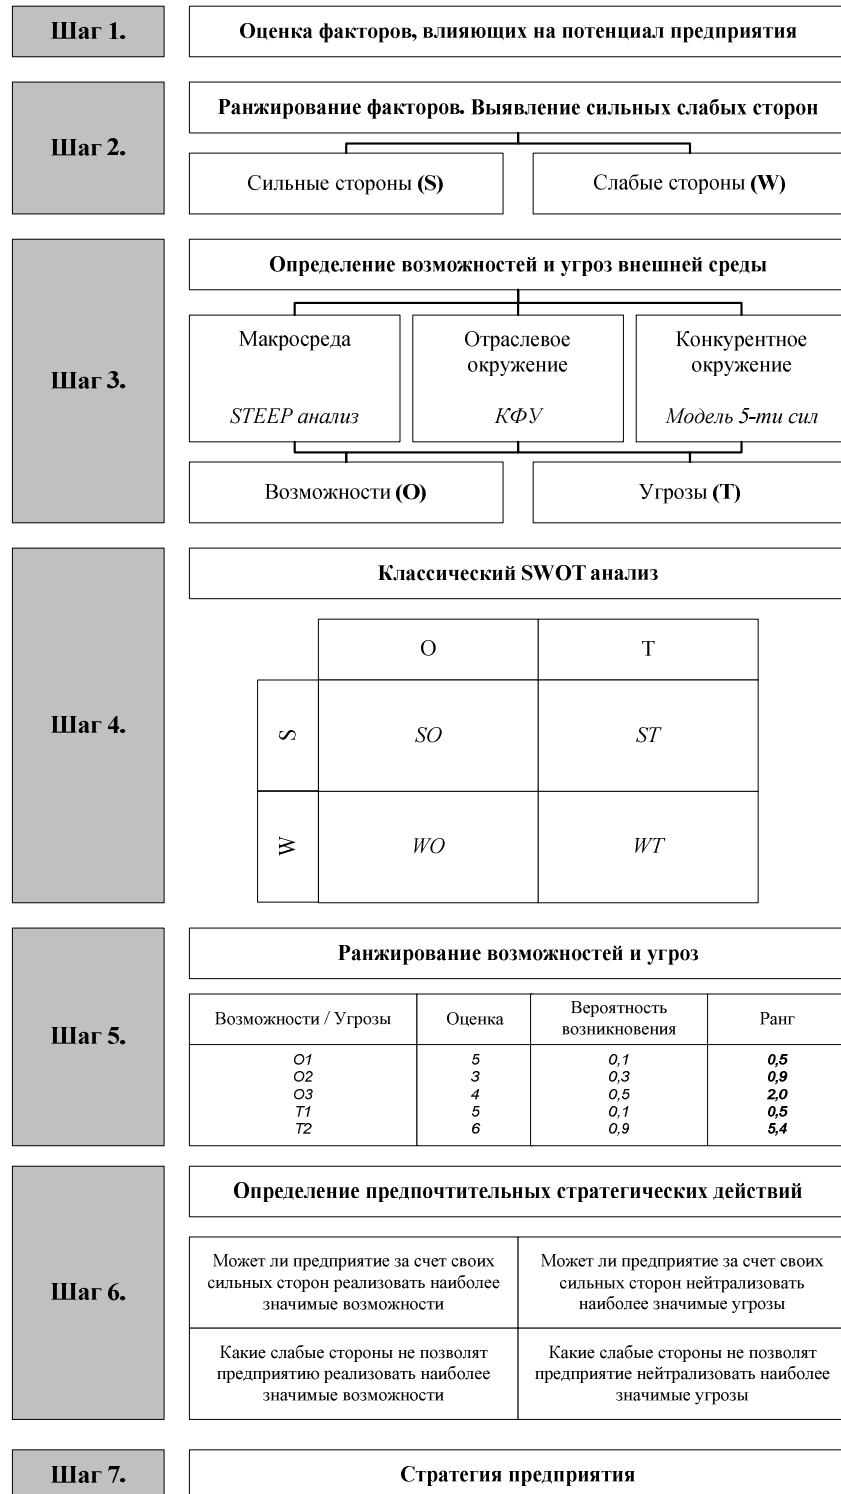 Шаг 1.
Оценка факторов, влияющих на потенциал предприятия
Шаг 2.
Ранжирование факторов. Выявление сильных слабых сторон
Сильные стороны (S)
Слабые стороны (W)
Шаг 3.
Определение возможностей и угроз внешней среды
Макросреда
STEEP анализ
Отраслевое
окружение
КФУ
Конкурентное
окружение
Модель 5-ти сил
Возможности (O)
Угрозы (T)
Шаг 4.
Классический SWOT анализ
O
T
S
SO
ST
W
WO
WT
Шаг 5.
Ранжирование возможностей и угроз
Возможности / Угрозы
Оценка
Вероятность
возникновения
Ранг
O1 5 0,1 0,5
O2 3 0,3 0,9
O3 4 0,5 2,0
T1 5 0,1 0,5
T2 6 0,9 5,4
Шаг 6.
Определение предпочтительных стратегических действий
Может ли предприятие за счет своих
сильных сторон реализовать наиболее
значимые возможности
Может ли предприятие за счет своих
сильных сторон нейтрализовать
наиболее значимые угрозы
Какие слабые стороны не позволят
предприятию реализовать наиболее
значимые возможности
Какие слабые стороны не позволят
предприятие нейтрализовать наиболее
значимые угрозы
Шаг 7.
Стратегия предприятия